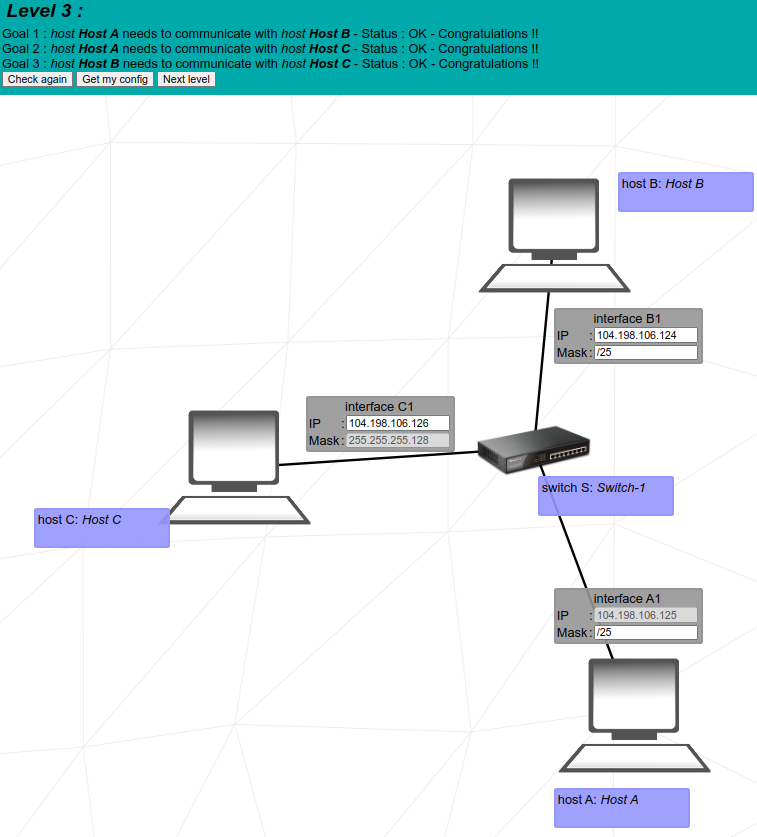 Level 3 :
Goal 1 : host Host A needs to communicate with host Host B - Status : OK - Congratulations !!
Goal 2 : host Host A needs to communicate with host Host C - Status : OK - Congratulations !!
Goal 3 : host Host B needs to communicate with host Host C - Status : OK - Congratulations !!
Check again Get my config Next level
host B: Host B
interface B1
IP : 104.198.106.124
Mask : /25
interface C1
IP : 104.198.106.126
Mask : 255.255.255.128
switch S: Switch-1
host C: Host C
interface A1
IP : 104.198.106.125
Mask : /25
host A: Host A